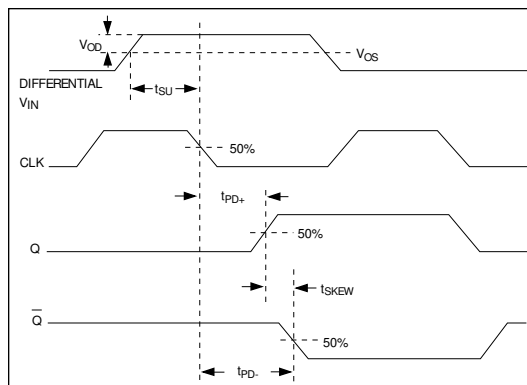 VOD
VOS
DIFFERENTIAL
VIN
tSU
CLK
50%
tPD+
Q
50%
tSKEW
Q̅
50%
tPD-